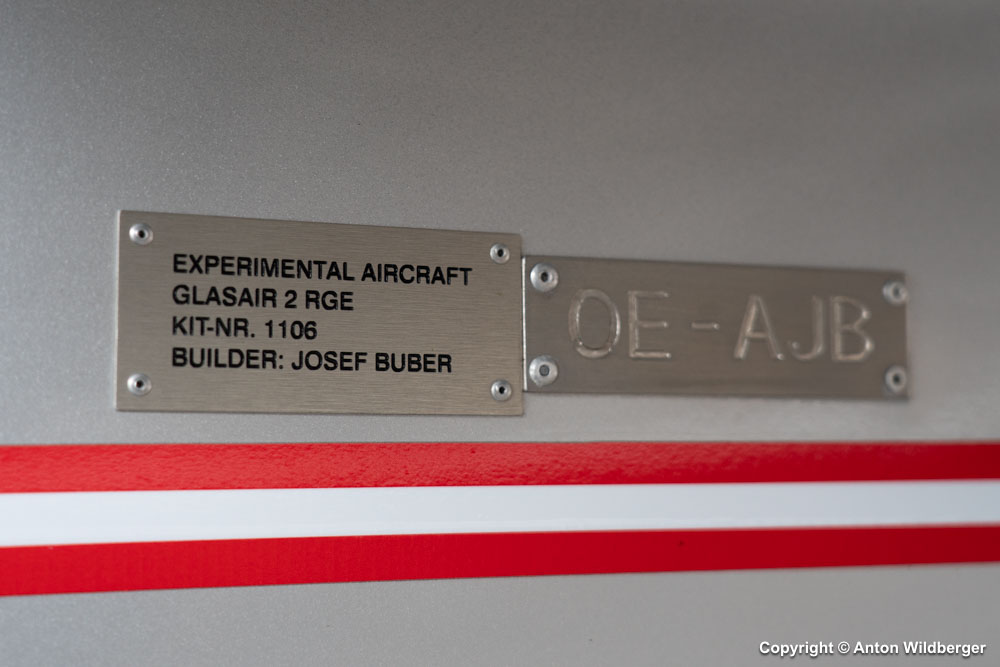 EXPERIMENTAL AIRCRAFT
GLASAIR 2 RGE
KIT-NR. 1106
BUILDER: JOSEF BUBER
OE-AJB
Copyright © Anton Wildberger